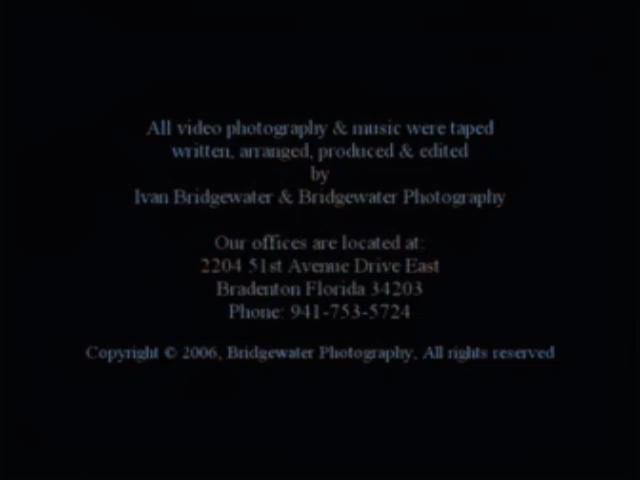 All video photography & music were taped
written, arranged, produced & edited
by
Ivan Bridgewater & Bridgewater Photography
Our offices are located at:
2204 51st Avenue Drive East
Bradenton Florida 34203
Phone: 941-753-5724
Copyright © 2006, Bridgewater Photography, All rights reserved